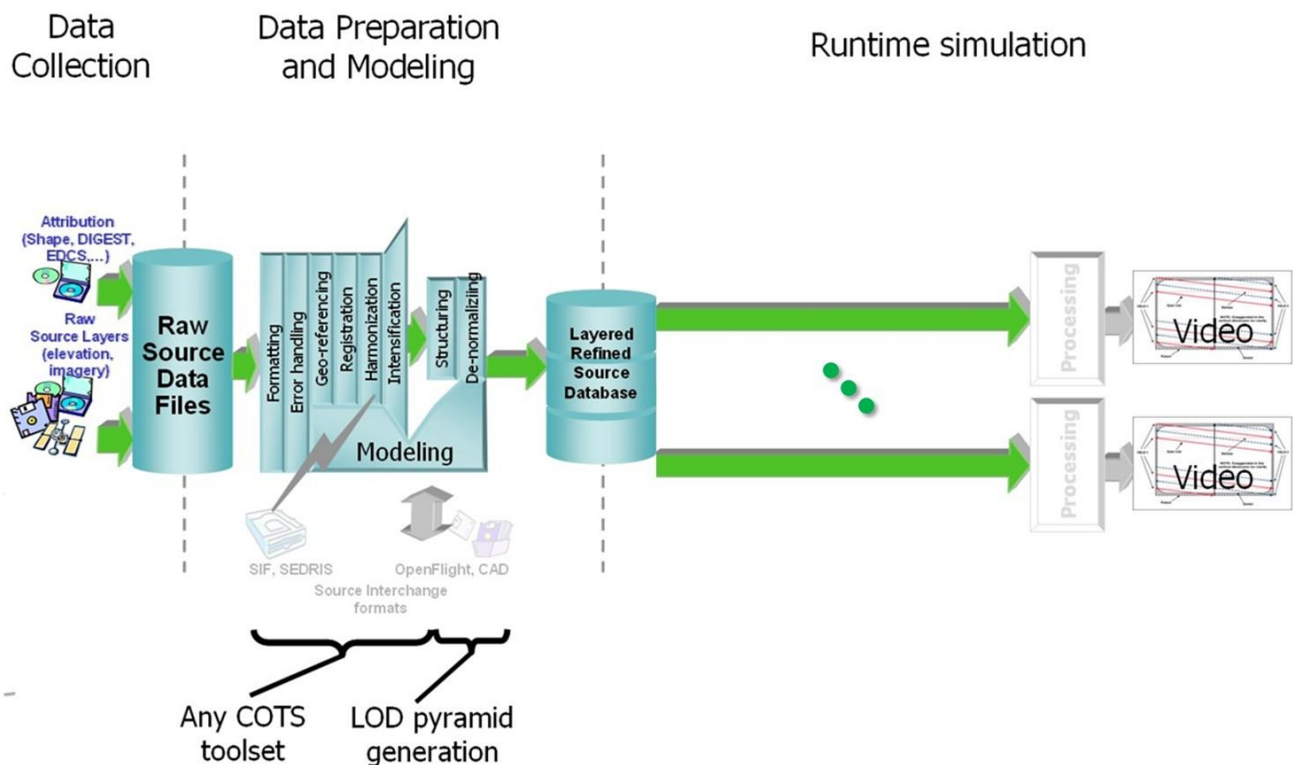 Data
Collection
Data Preparation
and Modeling
Runtime simulation
Attribution
(Shape, DIGEST,
EDCS,...)
Raw
Source Layers
(elevation,
imagery)
Raw
Source
Data
Files
Formatting
Error handling
Geo-referencing
Registration
Harmonization
Intensification
Structuring
De-normalizing
Modeling
Layered
Refined
Source
Database
Processing
Video
Processing
Video
SIF, SEDRIS
OpenFlight, CAD
Source Interchange
formats
Any COTS
toolset
LOD pyramid
generation